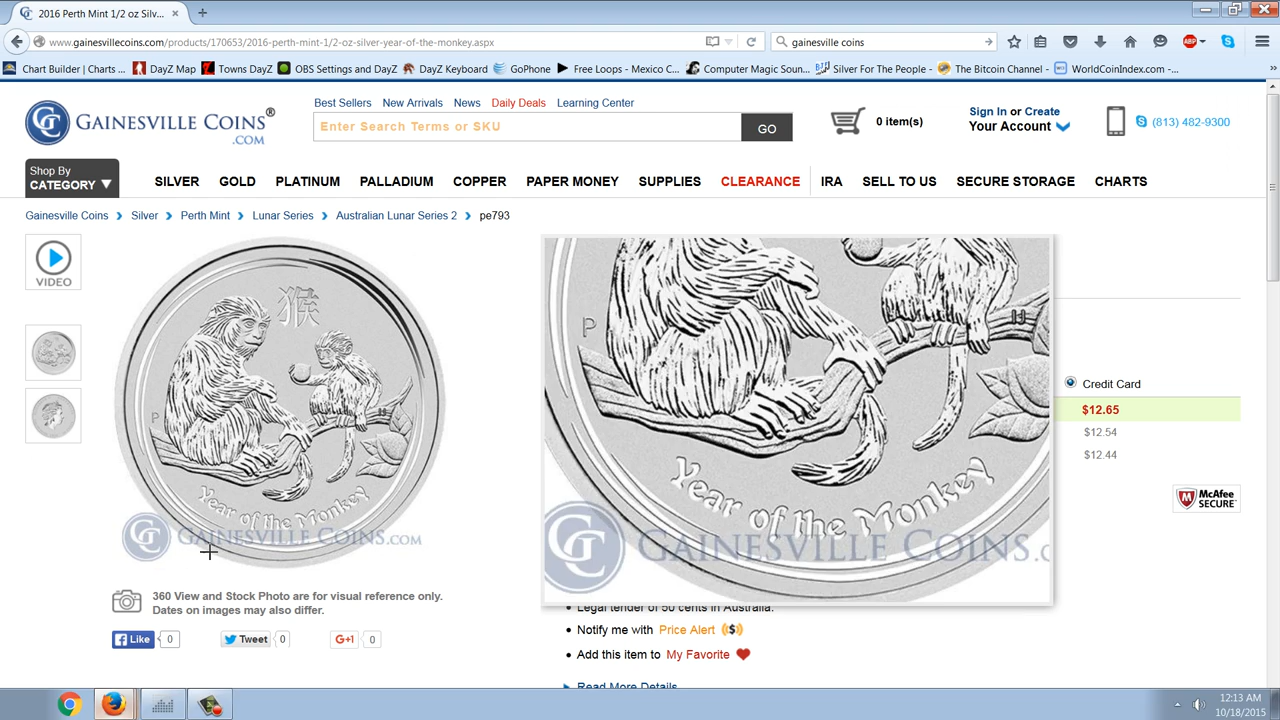 2016 Perth Mint 1/2 oz Silv...
www.gainesvillecoins.com/products/170653/2016-perth-mint-1/2-oz-silver-year-of-the-monkey.aspx
gainesville coins
ABP
Chart Builder | Charts ...
DayZ Map
Towns DayZ
OBS Settings and DayZ
DayZ Keyboard
GoPhone
Free Loops - Mexico C...
Computer Magic Soun...
Silver For The People - ...
The Bitcoin Channel - ...
WorldCoinIndex.com -...
GAINESVILLE COINS®
.COM
Best Sellers
New Arrivals
News
Daily Deals
Learning Center
Enter Search Terms or SKU
GO
0 item(s)
Sign In or Create
Your Account
(813) 482-9300
Shop By
CATEGORY
SILVER
GOLD
PLATINUM
PALLADIUM
COPPER
PAPER MONEY
SUPPLIES
CLEARANCE
IRA
SELL TO US
SECURE STORAGE
CHARTS
Gainesville Coins
Silver
Perth Mint
Lunar Series
Australian Lunar Series 2
pe793
VIDEO
猴
P
Year of the Monkey
GAINESVILLE COINS.COM
P
Year of the Monkey
GAINESVILLE COINS.C
Credit Card
$12.65
$12.54
$12.44
McAfee
SECURE
360 View and Stock Photo are for visual reference only.
Dates on images may also differ.
Like 0
Tweet 0
G+1 0
Legal tender of 50 cents in Australia.
Notify me with Price Alert ($)
Add this item to My Favorite
Read More Details
12:13 AM
10/18/2015